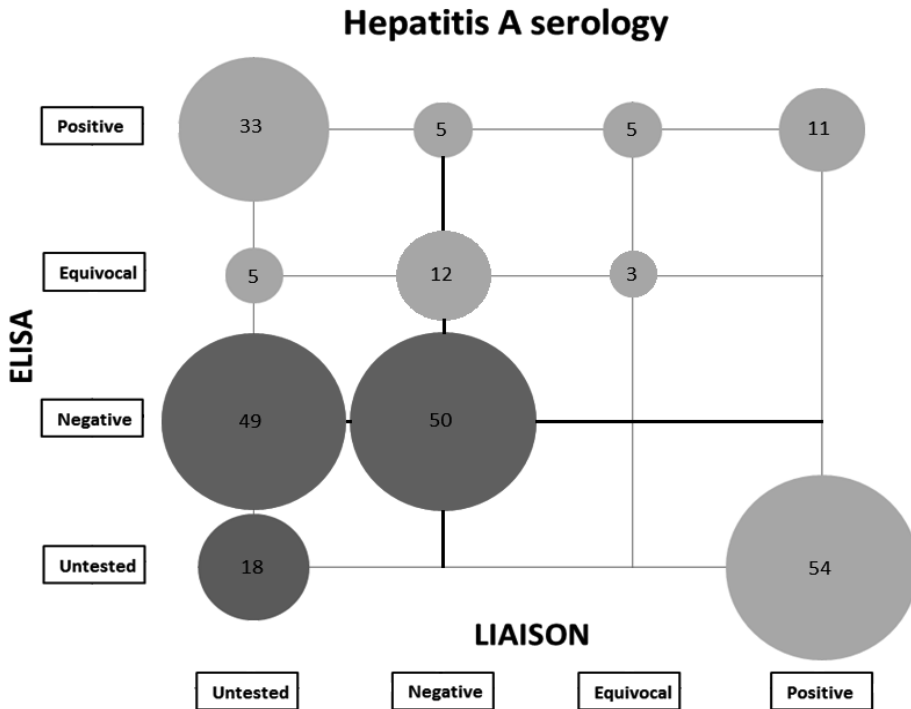 Hepatitis A serology
Positive 33 5 5 11
Equivocal 5 12 3
ELISA
Negative 49 50
Untested 18 54
LIAISON
Untested Negative Equivocal Positive